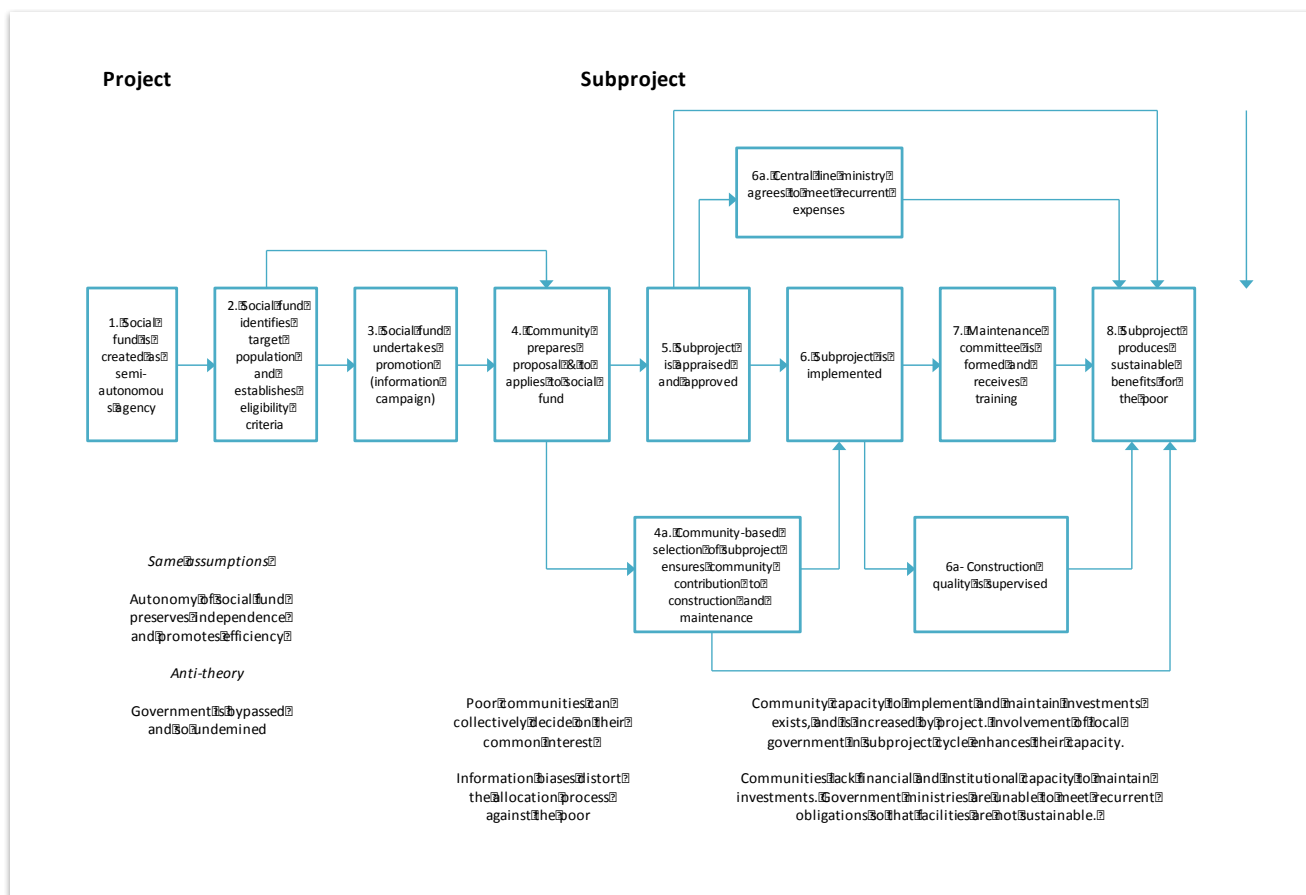 Project
Subproject
6a. Central line ministry
agrees to meet recurrent
expenses
1. Social
fund is
created as
semi-
autonomou
s agency
2. Social fund
identifies
target
population
and
establishes
eligibility
criteria
3. Social fund
undertakes
promotion
(information
campaign)
4. Community
prepares
proposal & to
applies to social
fund
5. Subproject
is appraised
and approved
6. Subproject is
implemented
7. Maintenance
committee is
formed and
receives
training
8. Subproject
produces
sustainable
benefits for
the poor
4a. Community-based
selection of subproject
ensures community
contribution to
construction and
maintenance
6a- Construction
quality is supervised
Same assumptions
Autonomy of social fund
preserves independence
and promotes efficiency
Anti-theory
Government is bypassed
and so undemined
Poor communities can
collectively decide on their
common interest
Information biases distort
the allocation process
against the poor
Community capacity to implement and maintain investments
exists, and is increased by project. Involvement of local
government in subproject cycle enhances their capacity.
Communities lack financial and institutional capacity to maintain
investments. Government ministries are unable to meet recurrent
obligations so that facilities are not sustainable.